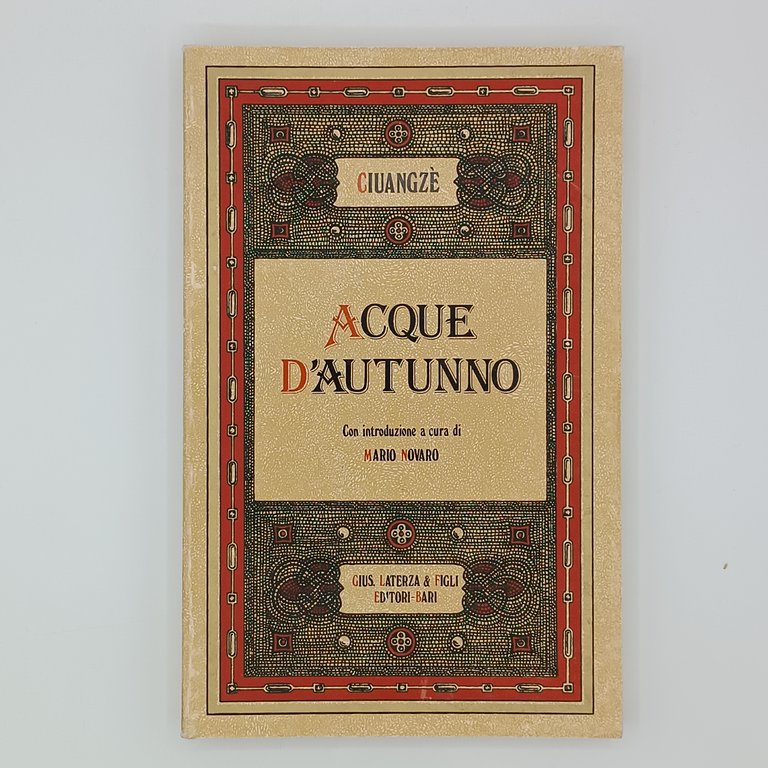 CIUANGZÈ
ACQUE
D'AUTUNNO
Con introduzione a cura di
MARIO NOVARO
GIUS. LATERZA & FIGLI
EDITORI-BARI